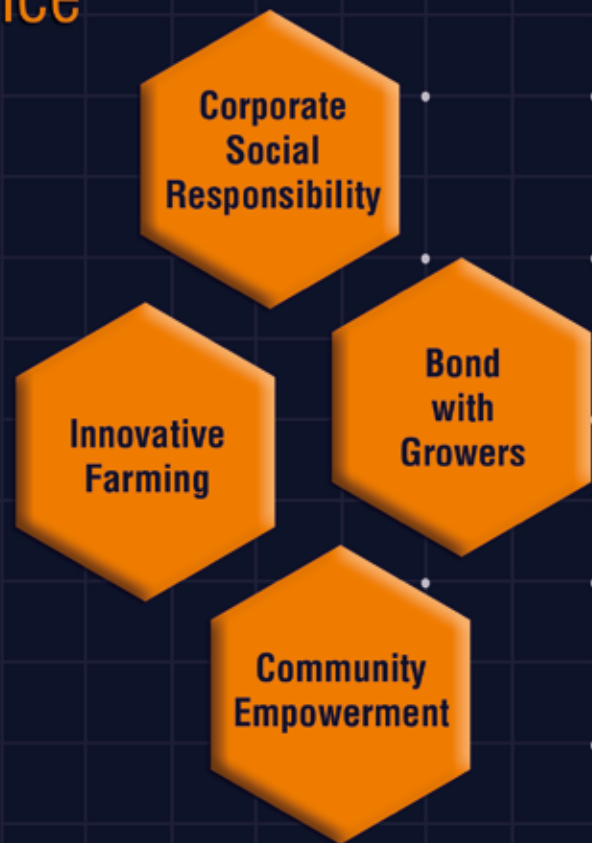 Corporate
Social
Responsibility
Bond
with
Growers
Innovative
Farming
Community
Empowerment